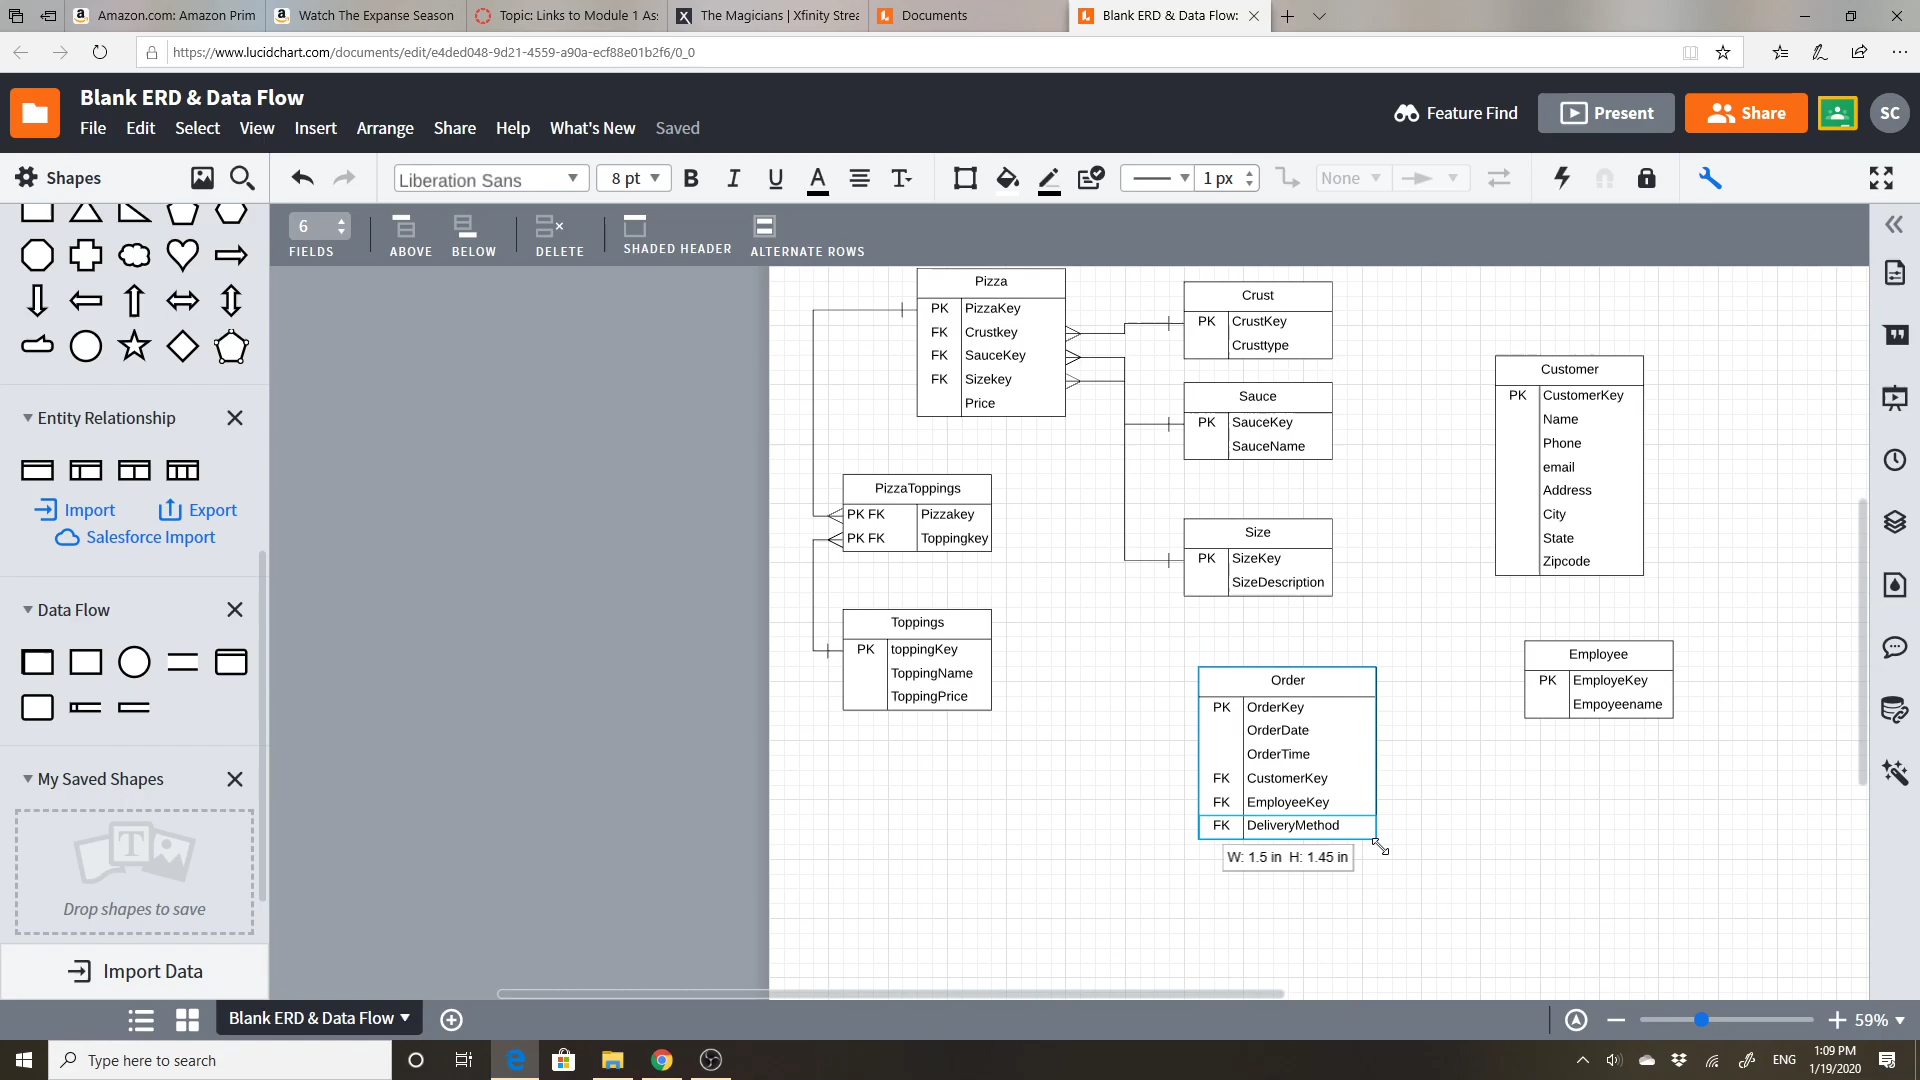 Amazon.com: Amazon Prim
Watch The Expanse Season
Topic: Links to Module 1 As
The Magicians | Xfinity Strea
Documents
Blank ERD & Data Flow:
https://www.lucidchart.com/documents/edit/e4ded048-9d21-4559-a90a-ecf88e01b2f6/0_0
Blank ERD & Data Flow
File Edit Select View Insert Arrange Share Help What's New Saved
Feature Find
Present
Share
SC
Shapes
Liberation Sans
8 pt
B I U A T
1 px
None
6
FIELDS
ABOVE
BELOW
DELETE
SHADED HEADER
ALTERNATE ROWS
Entity Relationship
Import
Export
Salesforce Import
Data Flow
My Saved Shapes
T
Drop shapes to save
Import Data
Pizza
PK PizzaKey
FK Crustkey
FK SauceKey
FK Sizekey
Price
Crust
PK CrustKey
Crusttype
Sauce
PK SauceKey
SauceName
Customer
PK CustomerKey
Name
Phone
email
Address
City
State
Zipcode
PizzaToppings
PK FK Pizzakey
PK FK Toppingkey
Size
PK SizeKey
SizeDescription
Toppings
PK toppingKey
ToppingName
ToppingPrice
Order
PK OrderKey
OrderDate
OrderTime
FK CustomerKey
FK EmployeeKey
FK DeliveryMethod
W: 1.5 in H: 1.45 in
Employee
PK EmployeKey
Empoyeename
Blank ERD & Data Flow
59%
Type here to search
ENG
1:09 PM
1/19/2020